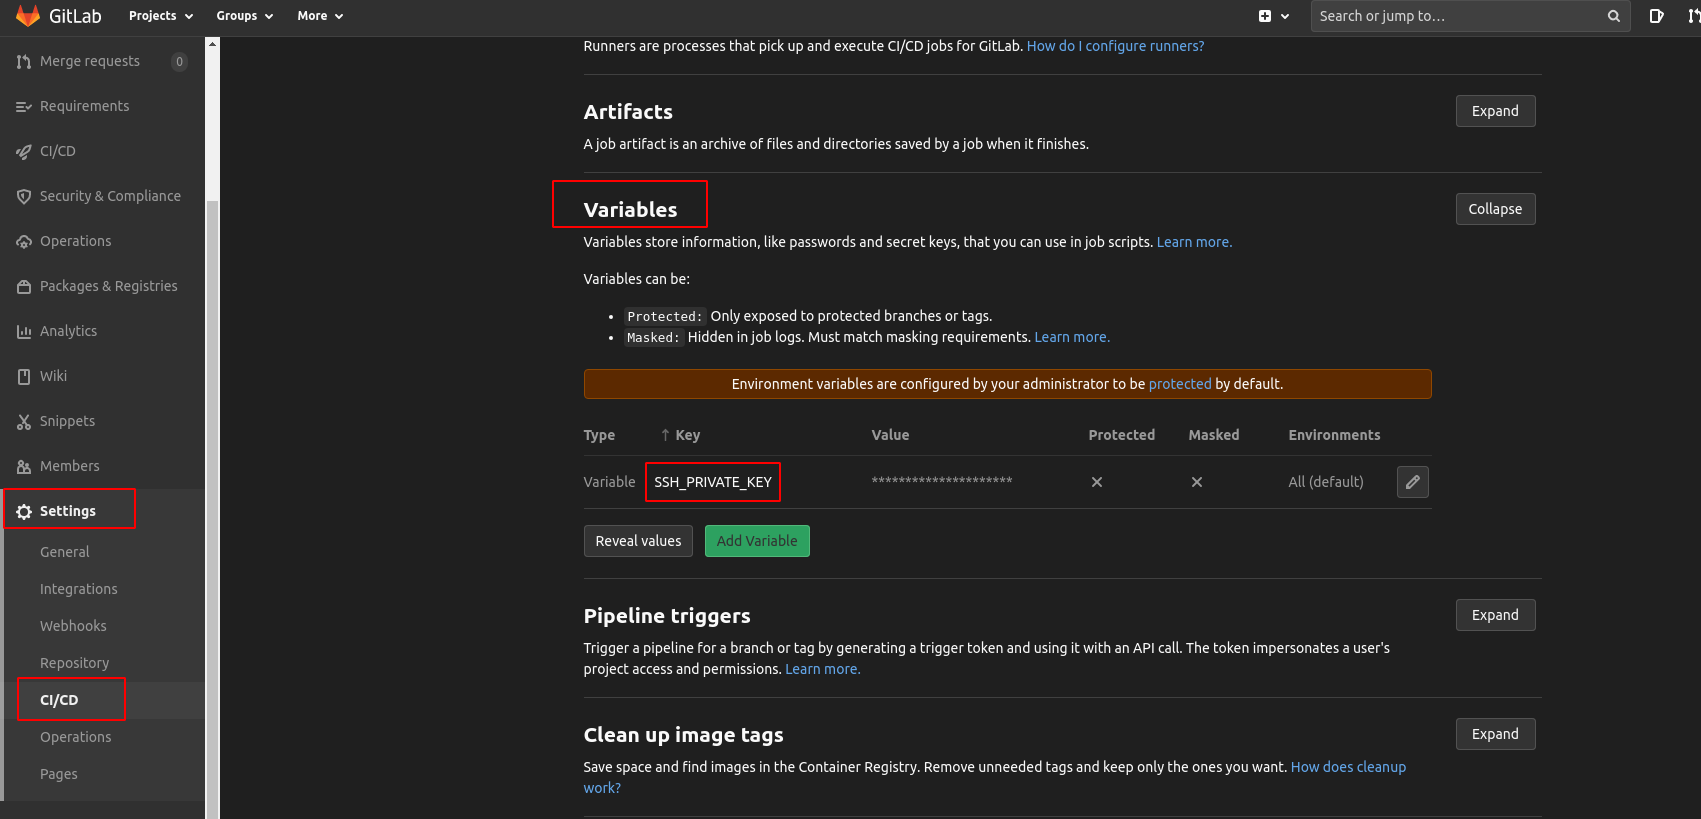 GitLab Projects Groups More Search or jump to...
Merge requests 0
Requirements
CI/CD
Security & Compliance
Operations
Packages & Registries
Analytics
Wiki
Snippets
Members
Settings
General
Integrations
Webhooks
Repository
CI/CD
Operations
Pages
Runners are processes that pick up and execute CI/CD jobs for GitLab. How do I configure runners?
Artifacts Expand
A job artifact is an archive of files and directories saved by a job when it finishes.
Variables Collapse
Variables store information, like passwords and secret keys, that you can use in job scripts. Learn more.
Variables can be:
• Protected: Only exposed to protected branches or tags.
• Masked: Hidden in job logs. Must match masking requirements. Learn more.
Environment variables are configured by your administrator to be protected by default.
Type ↑ Key Value Protected Masked Environments
Variable SSH_PRIVATE_KEY ********************* ✕ ✕ All (default)
Reveal values Add Variable
Pipeline triggers Expand
Trigger a pipeline for a branch or tag by generating a trigger token and using it with an API call. The token impersonates a user's
project access and permissions. Learn more.
Clean up image tags Expand
Save space and find images in the Container Registry. Remove unneeded tags and keep only the ones you want. How does cleanup
work?